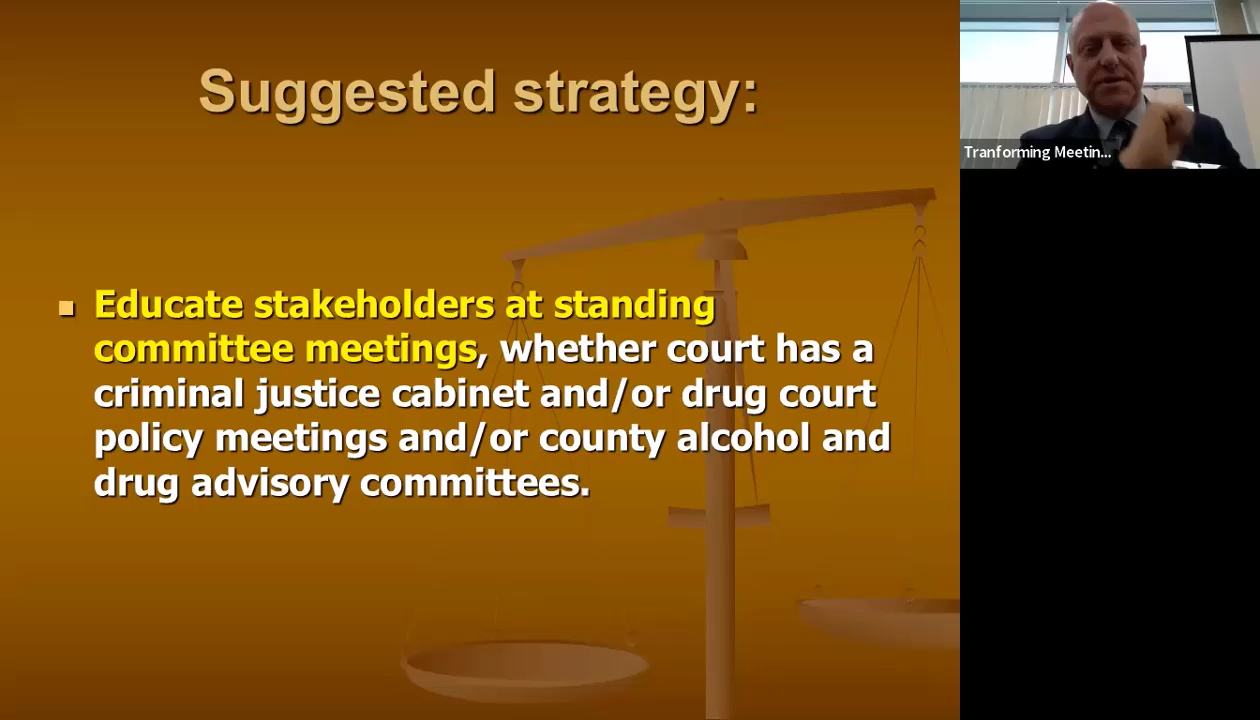 Suggested strategy:
Educate stakeholders at standing
committee meetings, whether court has a
criminal justice cabinet and/or drug court
policy meetings and/or county alcohol and
drug advisory committees.
Tranforming Meetin...